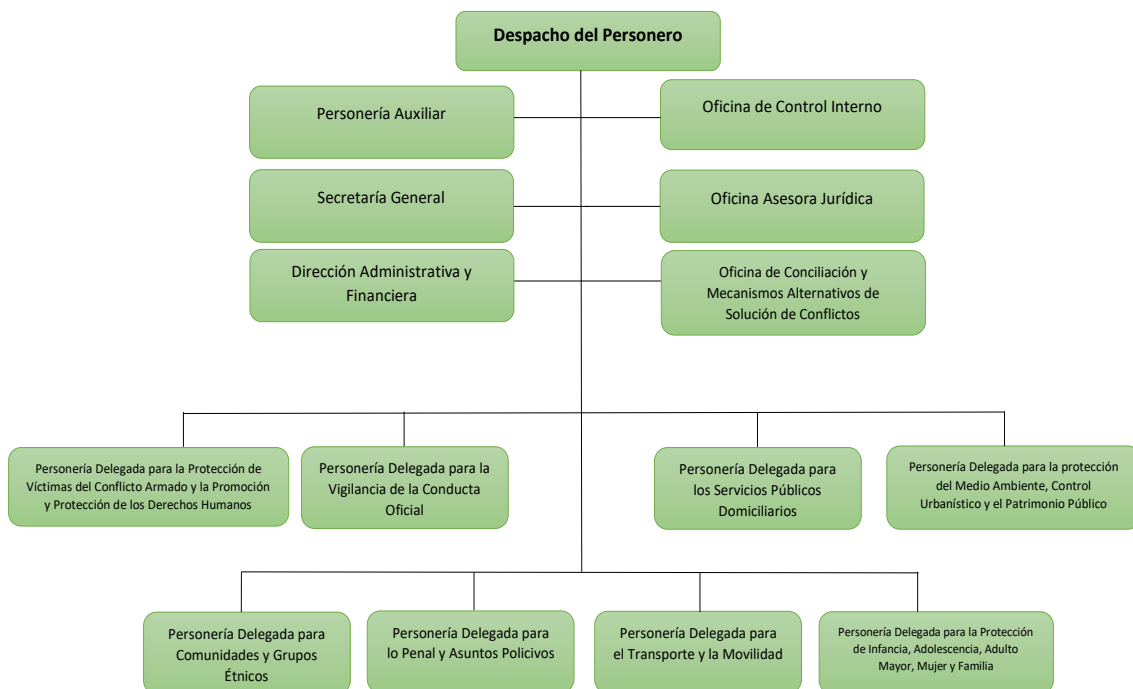 Despacho del Personero
Personería Auxiliar
Oficina de Control Interno
Secretaría General
Oficina Asesora Jurídica
Dirección Administrativa y
Financiera
Oficina de Conciliación y
Mecanismos Alternativos de
Solución de Conflictos
Personería Delegada para la Protección de
Víctimas del Conflicto Armado y la Promoción
y Protección de los Derechos Humanos
Personería Delegada para la
Vigilancia de la Conducta
Oficial
Personería Delegada para
los Servicios Públicos
Domiciliarios
Personería Delegada para la protección
del Medio Ambiente, Control
Urbanístico y el Patrimonio Público
Personería Delegada para
Comunidades y Grupos
Étnicos
Personería Delegada para
lo Penal y Asuntos Policivos
Personería Delegada para
el Transporte y la Movilidad
Personería Delegada para la Protección
de Infancia, Adolescencia, Adulto
Mayor, Mujer y Familia